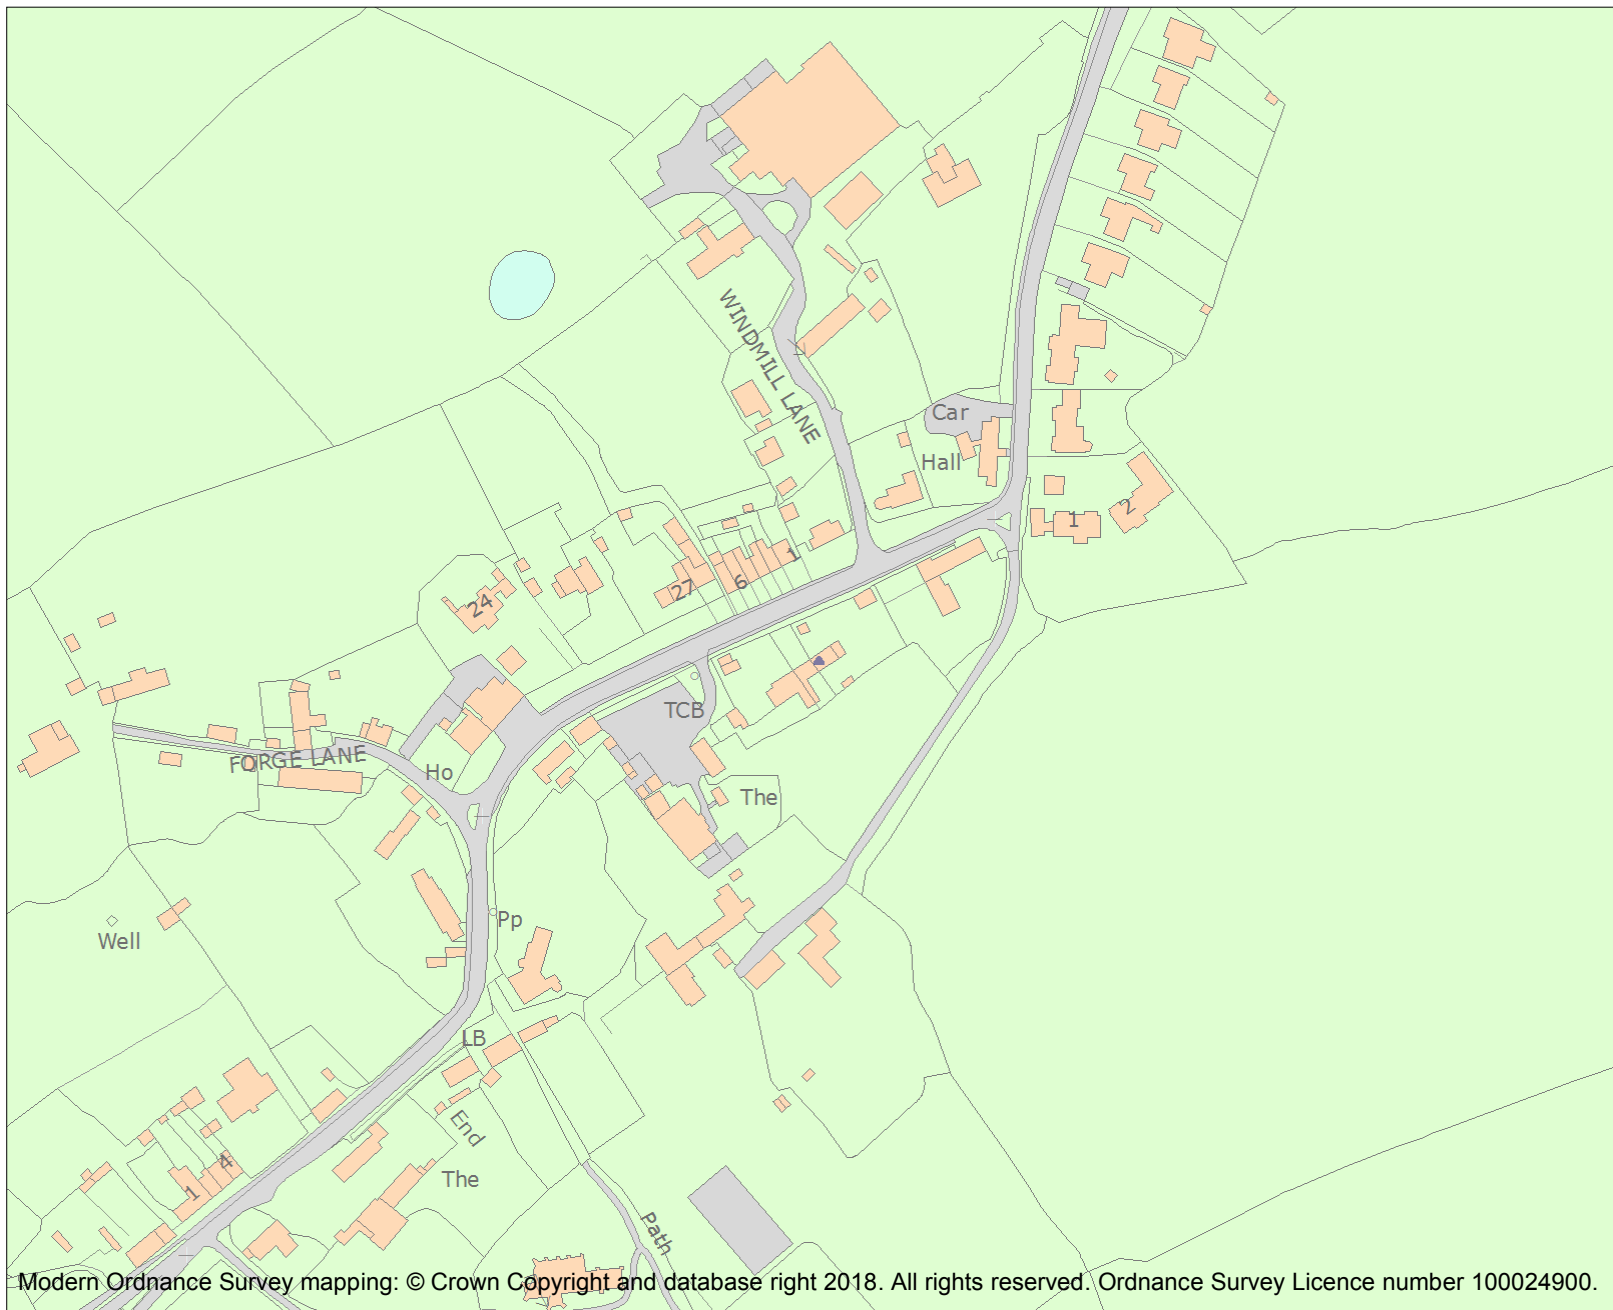 WINDMILL LANE
Car
Hall
2
1
1
6
27
24
TCB
FORGE LANE
Ho
The
Pp
Well
LB
End
4
The
1
Path
Modern Ordnance Survey mapping: © Crown Copyright and database right 2018. All rights reserved. Ordnance Survey Licence number 100024900.